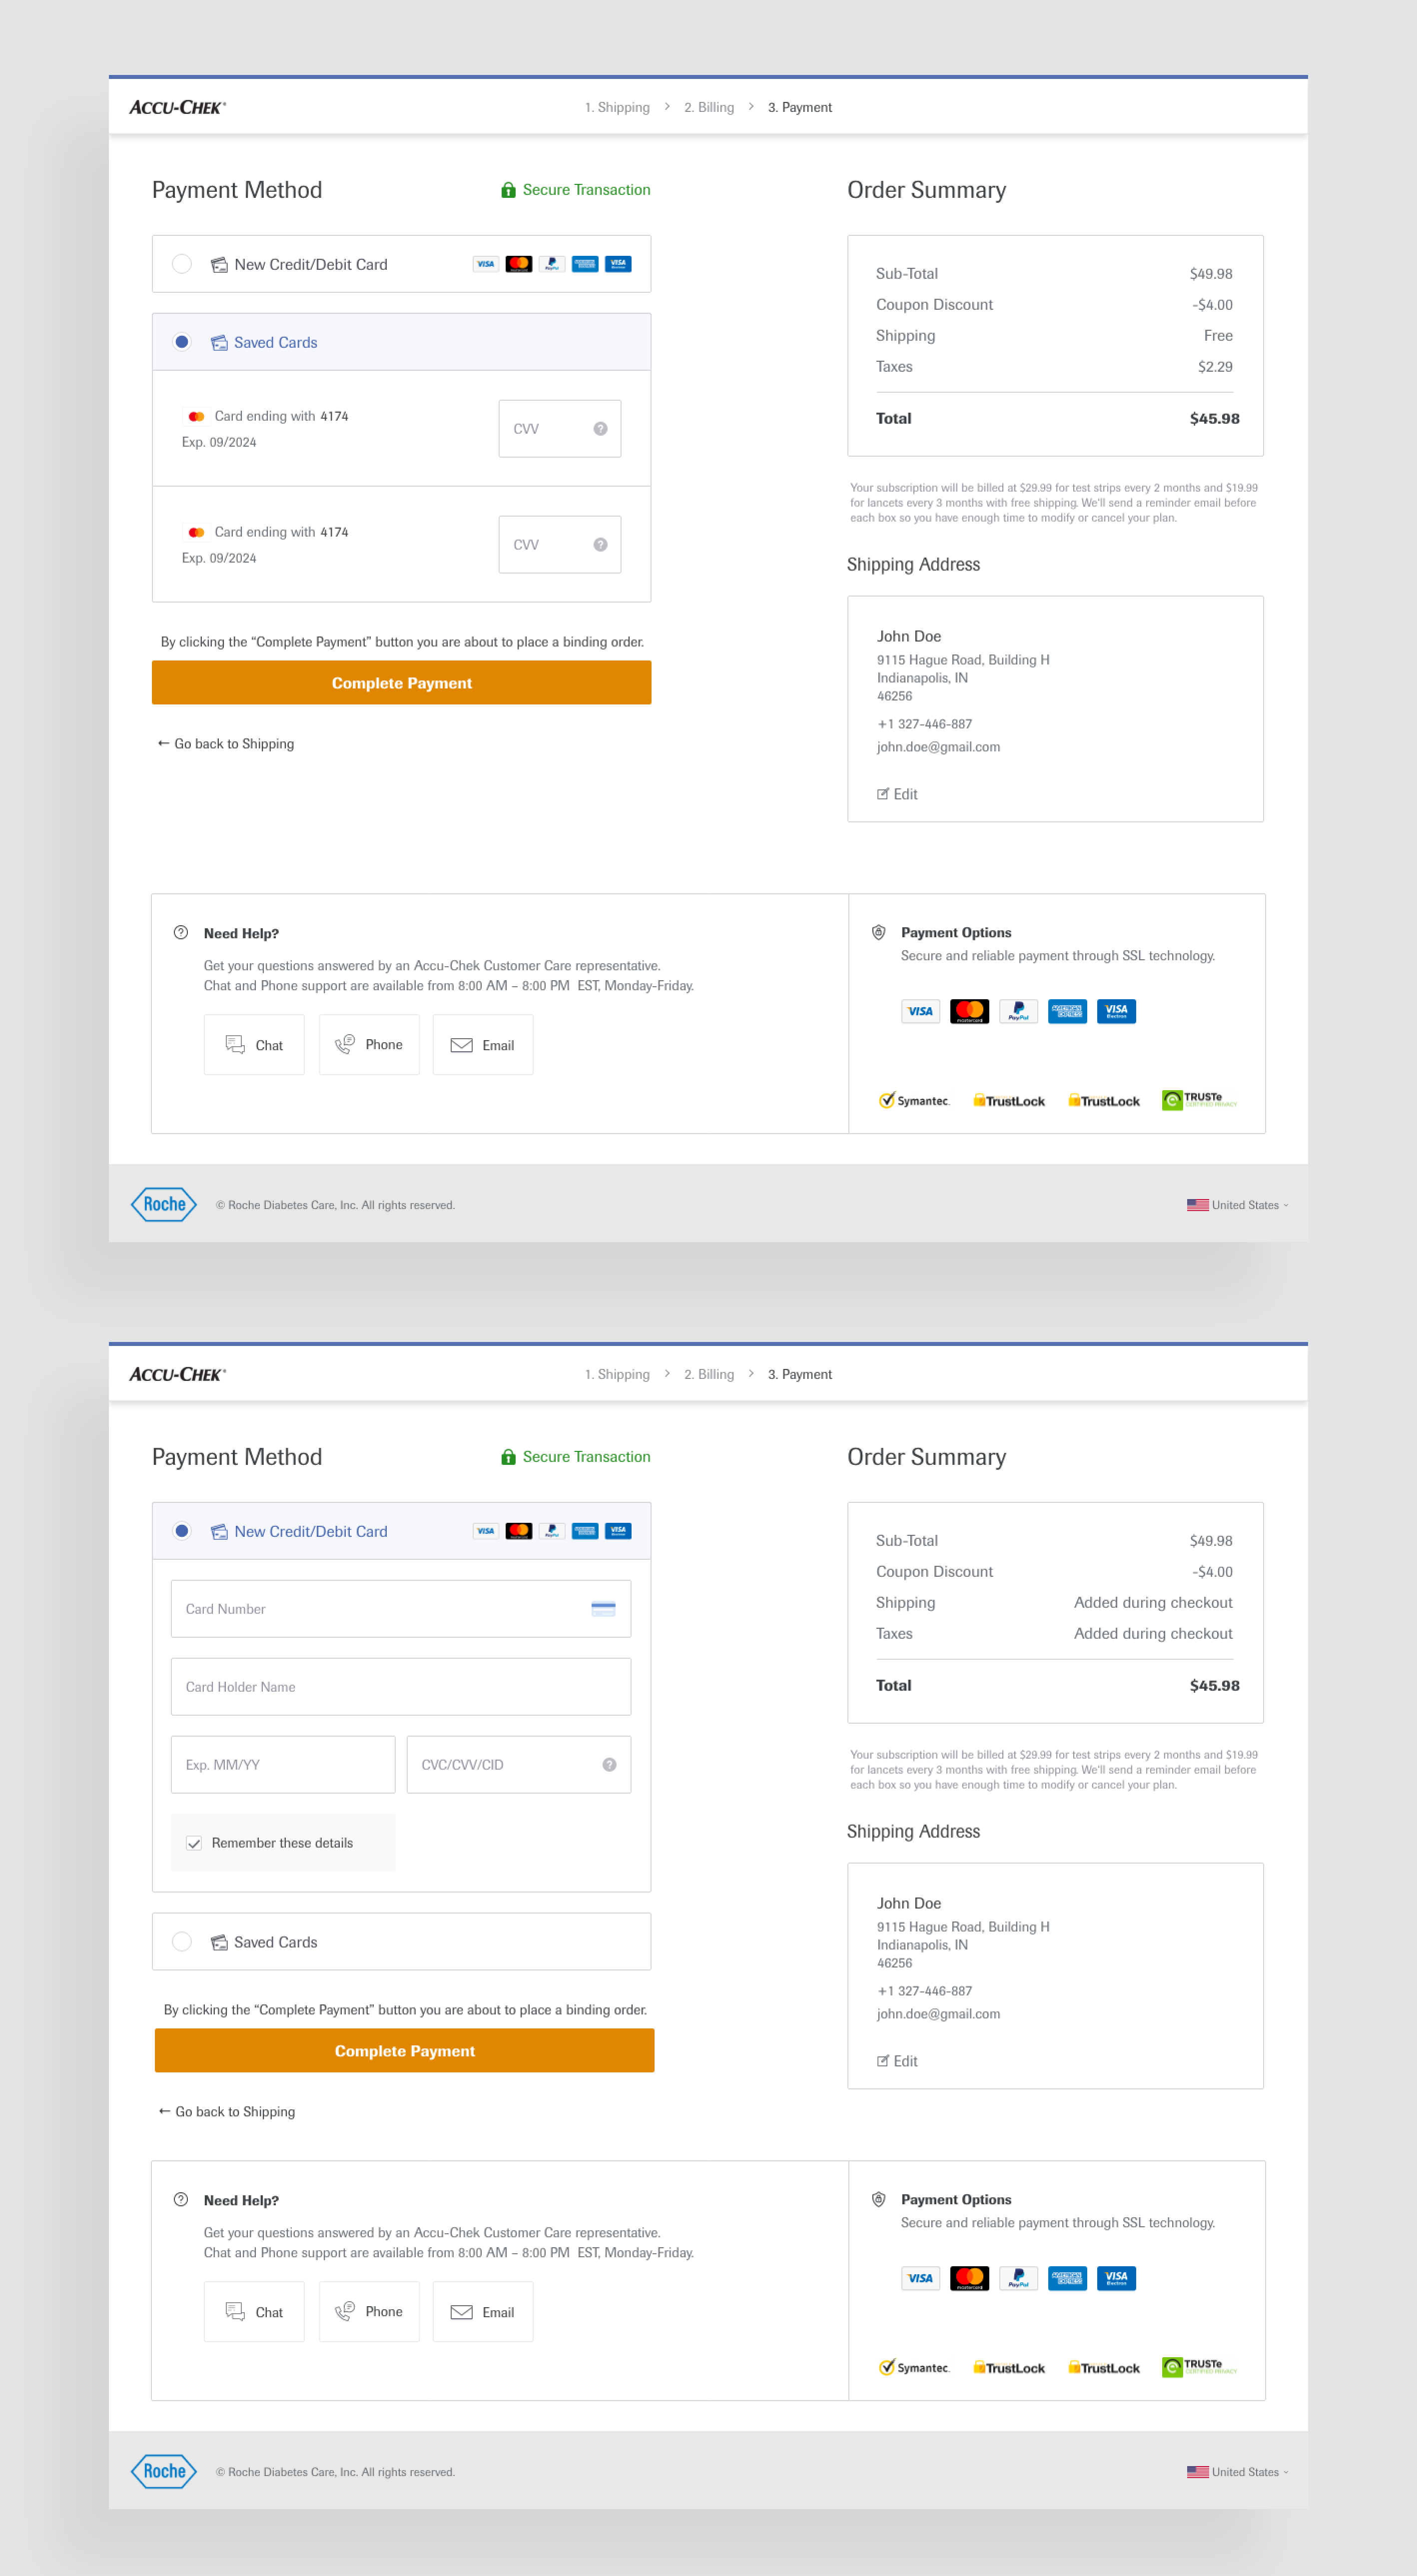 ACCU-CHEK®
1. Shipping > 2. Billing > 3. Payment
Payment Method
Secure Transaction
New Credit/Debit Card
VISA mastercard PayPal AMERICAN EXPRESS VISA Electron
Saved Cards
Card ending with 4174
Exp. 09/2024
CVV
Card ending with 4174
Exp. 09/2024
CVV
By clicking the “Complete Payment” button you are about to place a binding order.
Complete Payment
← Go back to Shipping
Order Summary
Sub-Total $49.98
Coupon Discount -$4.00
Shipping Free
Taxes $2.29
Total $45.98
Your subscription will be billed at $29.99 for test strips every 2 months and $19.99
for lancets every 3 months with free shipping. We'll send a reminder email before
each box so you have enough time to modify or cancel your plan.
Shipping Address
John Doe
9115 Hague Road, Building H
Indianapolis, IN
46256
+1 327-446-887
john.doe@gmail.com
Edit
Need Help?
Get your questions answered by an Accu-Chek Customer Care representative.
Chat and Phone support are available from 8:00 AM – 8:00 PM EST, Monday-Friday.
Chat
Phone
Email
Payment Options
Secure and reliable payment through SSL technology.
VISA mastercard PayPal AMERICAN EXPRESS VISA Electron
Symantec. TrustLock TrustLock TRUSTe
CERTIFIED PRIVACY
Roche
© Roche Diabetes Care, Inc. All rights reserved.
United States
ACCU-CHEK®
1. Shipping > 2. Billing > 3. Payment
Payment Method
Secure Transaction
New Credit/Debit Card
VISA mastercard PayPal AMERICAN EXPRESS VISA Electron
Card Number
Card Holder Name
Exp. MM/YY
CVC/CVV/CID
Remember these details
Saved Cards
By clicking the “Complete Payment” button you are about to place a binding order.
Complete Payment
← Go back to Shipping
Order Summary
Sub-Total $49.98
Coupon Discount -$4.00
Shipping Added during checkout
Taxes Added during checkout
Total $45.98
Your subscription will be billed at $29.99 for test strips every 2 months and $19.99
for lancets every 3 months with free shipping. We'll send a reminder email before
each box so you have enough time to modify or cancel your plan.
Shipping Address
John Doe
9115 Hague Road, Building H
Indianapolis, IN
46256
+1 327-446-887
john.doe@gmail.com
Edit
Need Help?
Get your questions answered by an Accu-Chek Customer Care representative.
Chat and Phone support are available from 8:00 AM – 8:00 PM EST, Monday-Friday.
Chat
Phone
Email
Payment Options
Secure and reliable payment through SSL technology.
VISA mastercard PayPal AMERICAN EXPRESS VISA Electron
Symantec. TrustLock TrustLock TRUSTe
CERTIFIED PRIVACY
Roche
© Roche Diabetes Care, Inc. All rights reserved.
United States